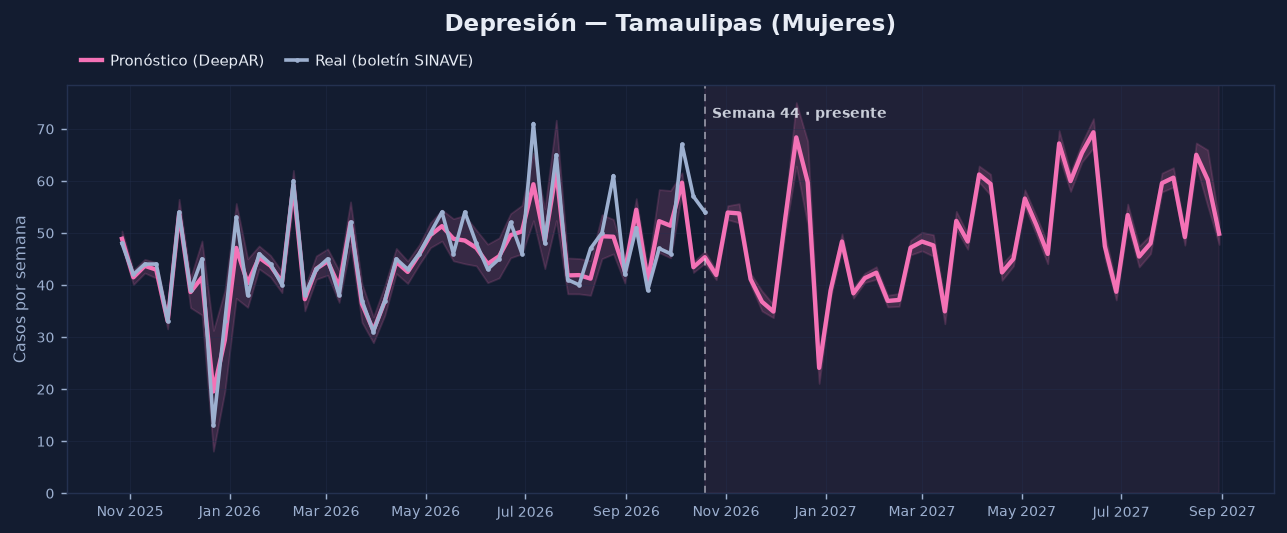 Depresión — Tamaulipas (Mujeres)
Pronóstico (DeepAR)
Real (boletín SINAVE)
Semana 44 · presente
Casos por semana
70
60
50
40
30
20
10
0
Nov 2025
Jan 2026
Mar 2026
May 2026
Jul 2026
Sep 2026
Nov 2026
Jan 2027
Mar 2027
May 2027
Jul 2027
Sep 2027